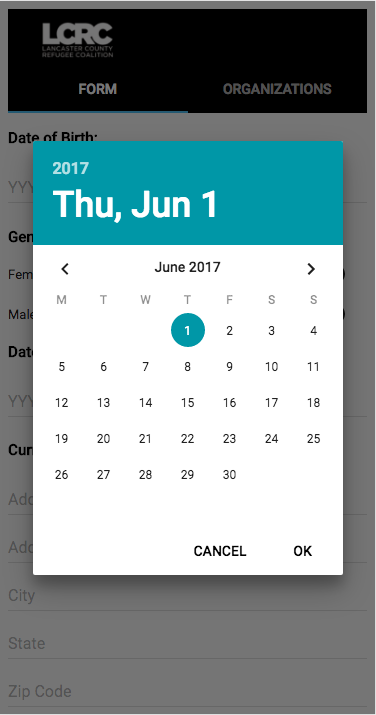 LCRC
LANCASTER COUNTY
REFUGEE COALITION
FORM ORGANIZATIONS
Date of Birth:
YYY
2017
Thu, Jun 1
Gen
June 2017
Fem
M T W T F S S
Male
1 2 3 4
Date
5 6 7 8 9 10 11
YYY
12 13 14 15 16 17 18
19 20 21 22 23 24 25
Curr
26 27 28 29 30
Add
Add
CANCEL OK
City
State
Zip Code